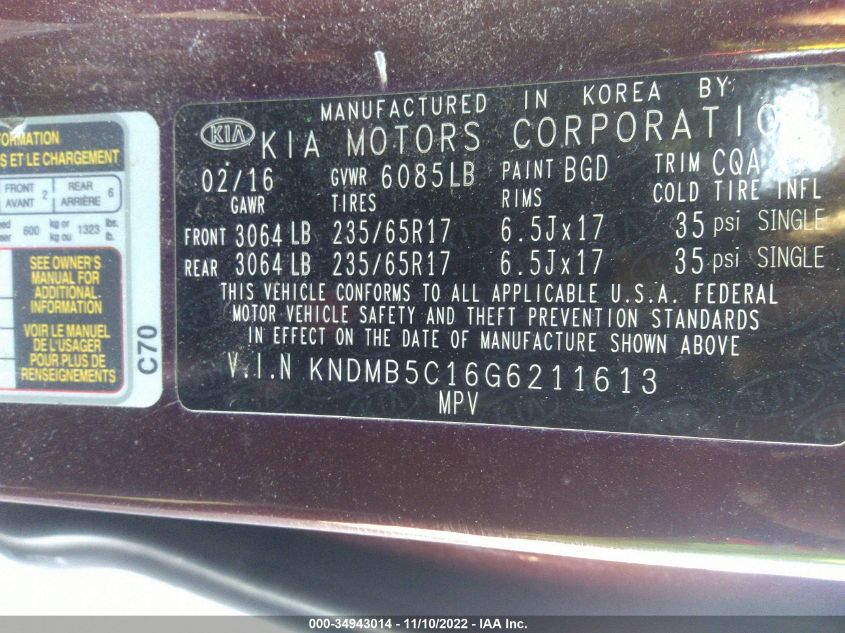 FORMATION
S ET LE CHARGEMENT
FRONT AVANT 2 REAR ARRIÈRE 6
600 kg or kg ou 1323 lbs. lb.
SEE OWNER'S
MANUAL FOR
ADDITIONAL
INFORMATION
VOIR LE MANUEL
DE L'USAGER
POUR PLUS DE
RENSEIGNEMENTS
C70
MANUFACTURED IN KOREA BY
KIA KIA MOTORS CORPORATIO
02/16 GVWR 6085LB PAINT BGD TRIM CQA
GAWR TIRES RIMS COLD TIRE INFL
FRONT 3064 LB 235/65R17 6.5Jx17 35 psi SINGLE
REAR 3064 LB 235/65R17 6.5Jx17 35 psi SINGLE
THIS VEHICLE CONFORMS TO ALL APPLICABLE U.S.A. FEDERAL
MOTOR VEHICLE SAFETY AND THEFT PREVENTION STANDARDS
IN EFFECT ON THE DATE OF MANUFACTURE SHOWN ABOVE
V.I.N KNDMB5C16G6211613
MPV
000-34943014 - 11/10/2022 - IAA Inc.